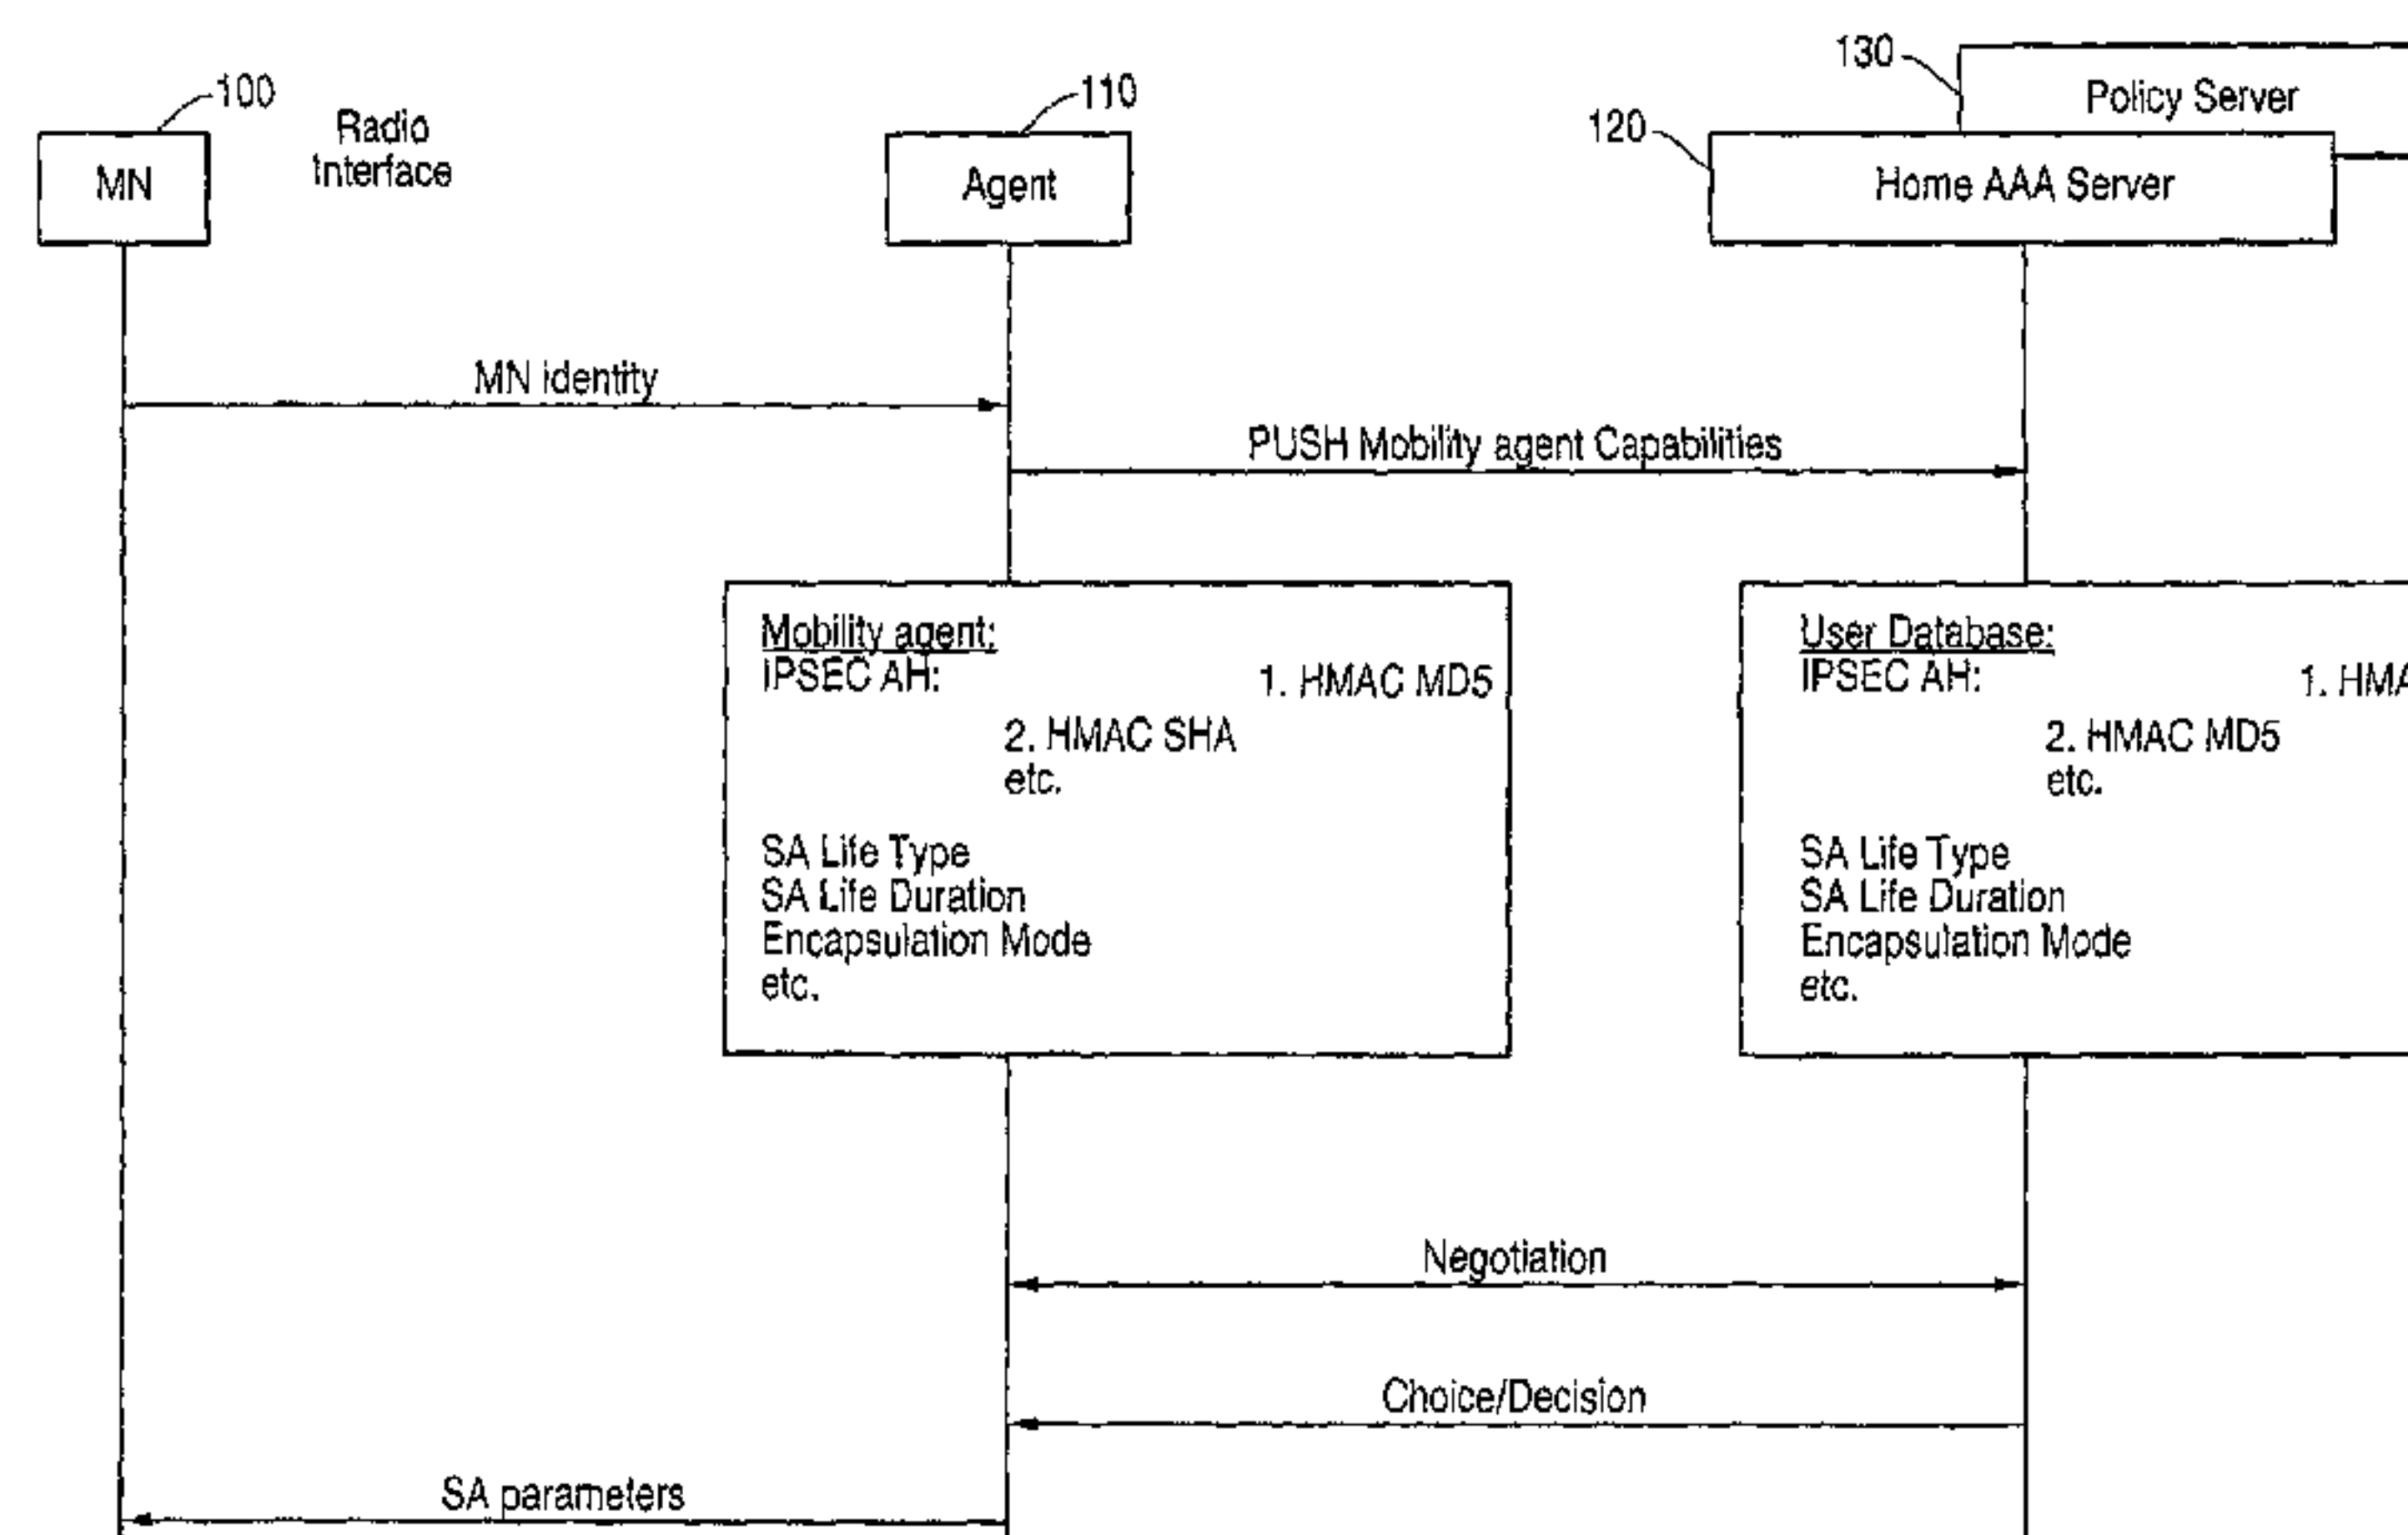 130
Policy Server
100
Radio
Interface
110
120
MN
Agent
Home AAA Server
MN identity
PUSH Mobility agent Capabilities
Mobility agent:
IPSEC AH:
1. HMAC MD5
2. HMAC SHA
etc.
SA Life Type
SA Life Duration
Encapsulation Mode
etc.
User Database:
IPSEC AH:
1.
2. HMAC MD5
etc.
SA Life Type
SA Life Duration
Encapsulation Mode
etc.
Negotiation
Choice/Decision
SA parameters